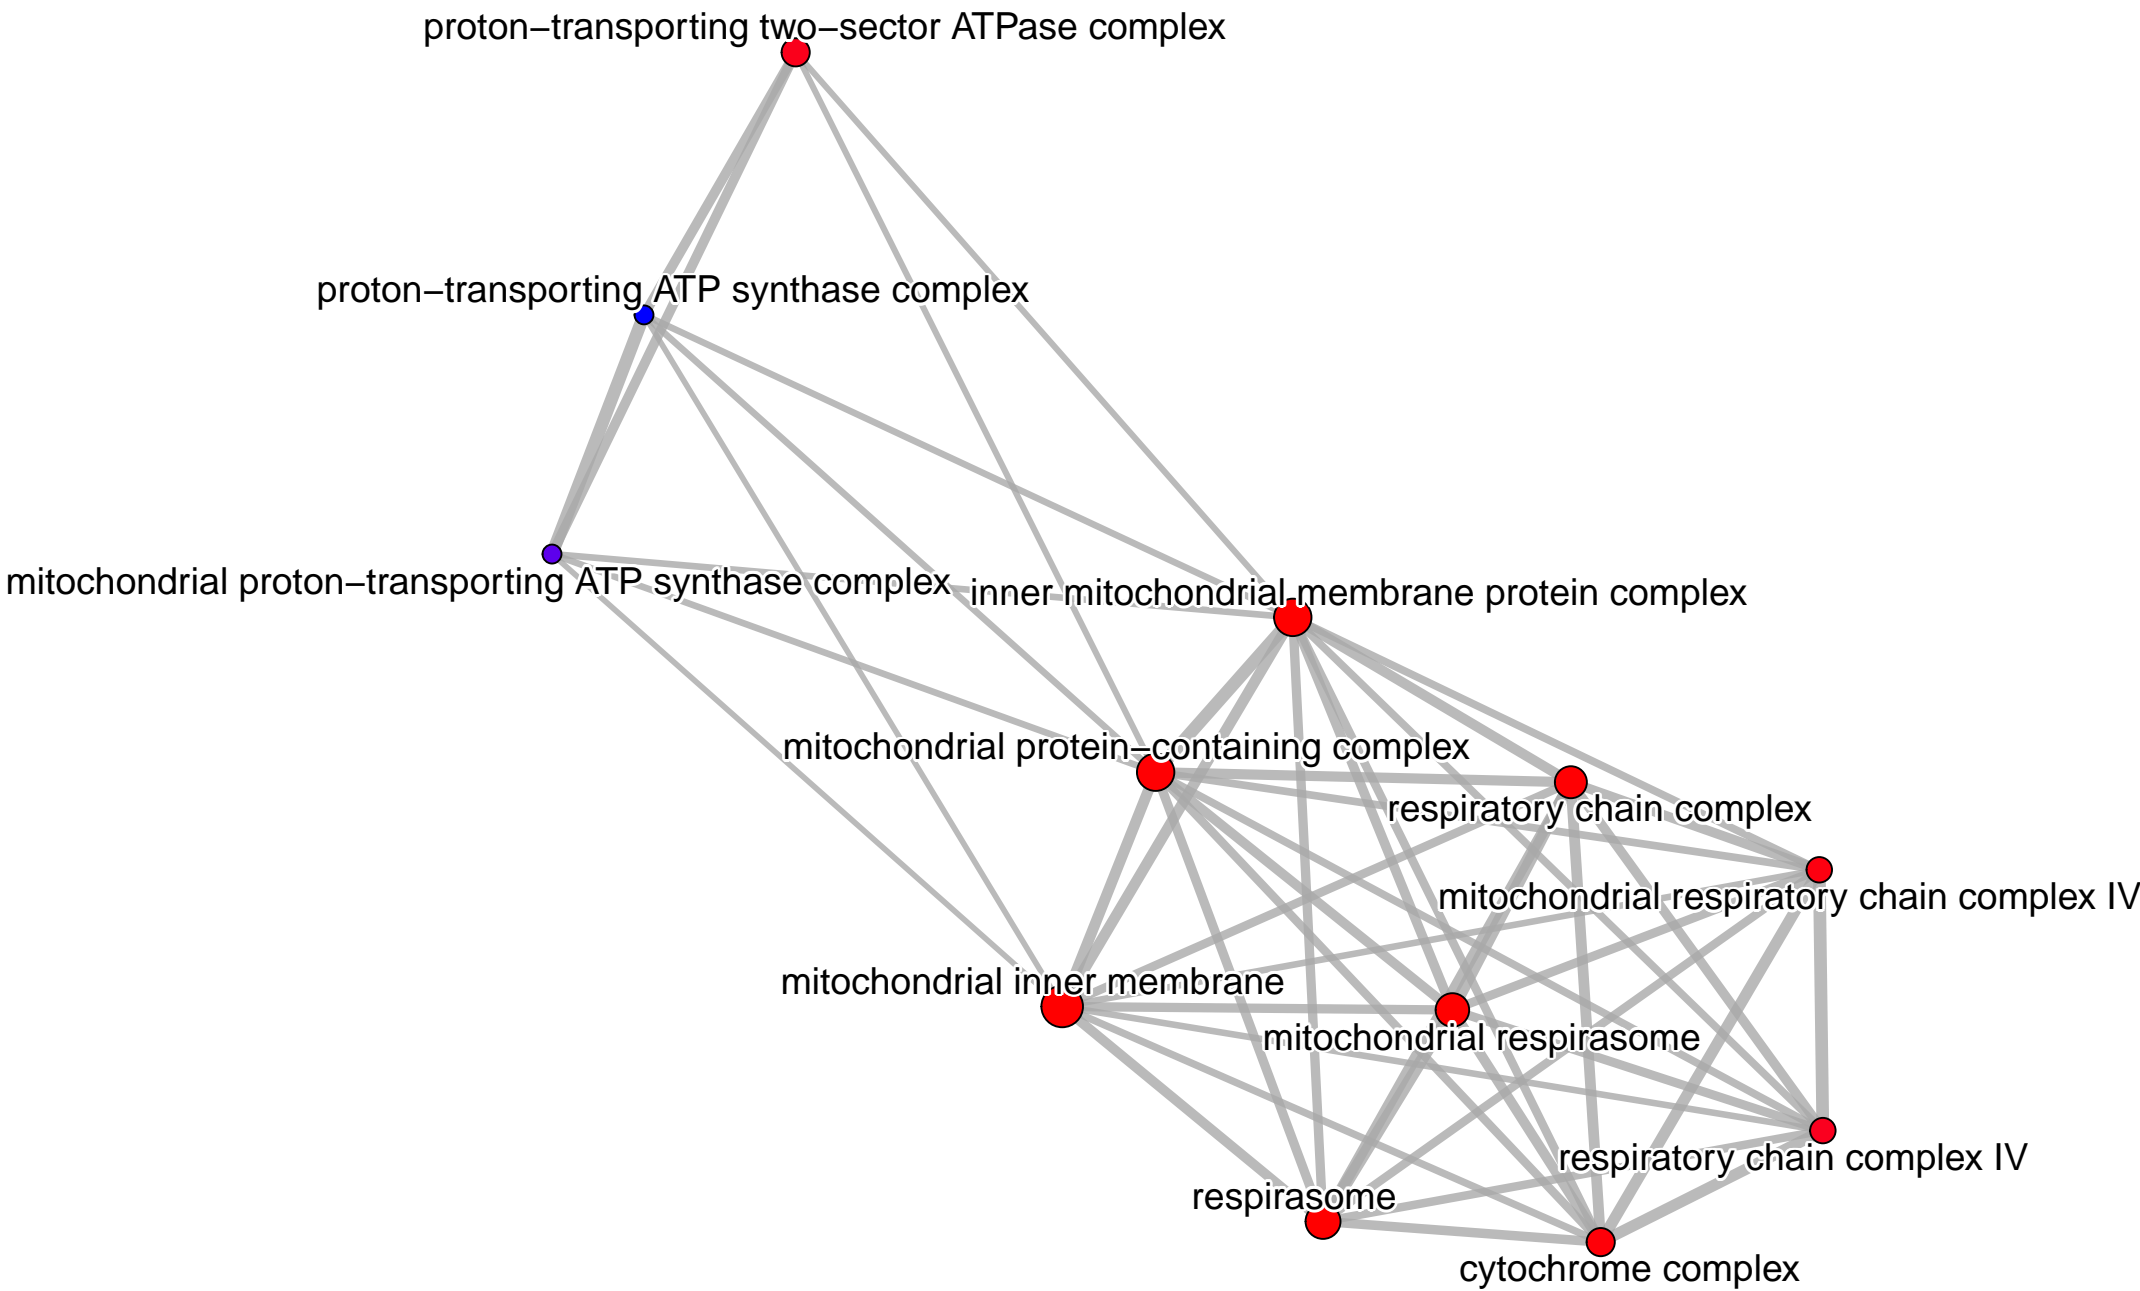 proton–transporting two–sector ATPase complex
proton–transporting ATP synthase complex
mitochondrial proton–transporting ATP synthase complex
inner mitochondrial membrane protein complex
mitochondrial protein–containing complex
respiratory chain complex
mitochondrial respiratory chain complex IV
mitochondrial inner membrane
mitochondrial respirasome
respiratory chain complex IV
respirasome
cytochrome complex